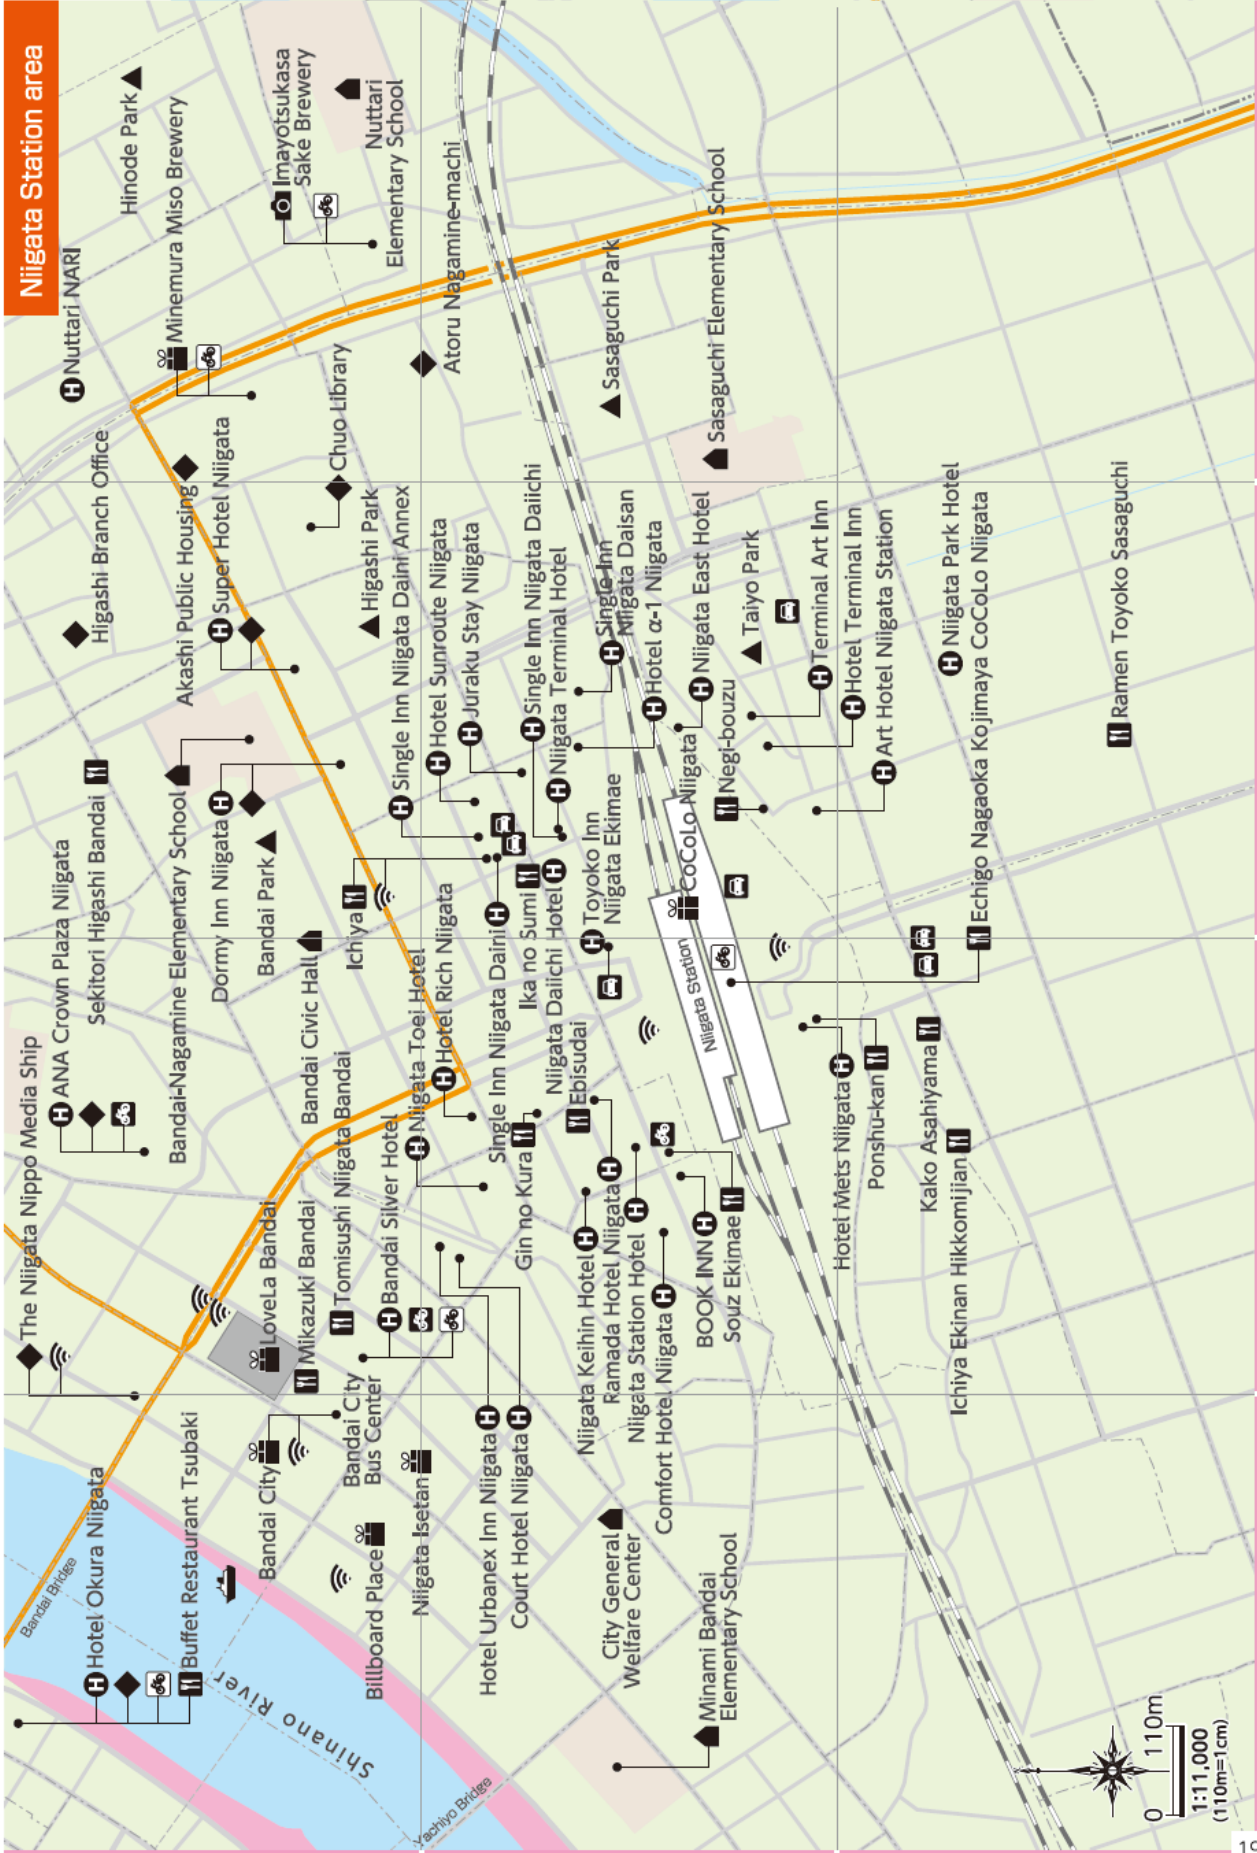 Niigata Station area
The Niigata Nippo Media Ship
ANA Crown Plaza Niigata
Sekitori Higashi Bandai
Higashi Branch Office
Nuttari NARI
Hinode Park
Minemura Miso Brewery
Imayotsukasa
Sake Brewery
Nuttari
Elementary School
Bandai Bridge
Hotel Okura Niigata
Buffet Restaurant Tsubaki
Shinano River
Yachiyo Bridge
Bandai City
Bandai City
Bus Center
Billboard Place
Niigata Isetan
LoveLa Bandai
Mikazuki Bandai
Tomisushi Niigata Bandai
Bandai Silver Hotel
Bandai-Nagamine Elementary School
Dormy Inn Niigata
Bandai Park
Bandai Civic Hall
Ichiya
Akashi Public Housing
Super Hotel Niigata
Chuo Library
Higashi Park
Atoru Nagamine-machi
Single Inn Niigata Daini Annex
Hotel Sunroute Niigata
Juraku Stay Niigata
Single Inn Niigata Daiichi
Niigata Terminal Hotel
Single Inn
Niigata Daisan
Hotel α-1 Niigata
Niigata East Hotel
Sasaguchi Park
Sasaguchi Elementary School
Taiyo Park
Niigata Toei Hotel
Hotel Rich Niigata
Single Inn Niigata Daini
Ika no Sumi
Niigata Daiichi Hotel
Ebisudai
Toyoko Inn
Niigata Ekimae
Gin no Kura
Hotel Urbanex Inn Niigata
Court Hotel Niigata
Niigata Keihin Hotel
Ramada Hotel Niigata
Niigata Station Hotel
Comfort Hotel Niigata
BOOK INN
Souz Ekimae
City General
Welfare Center
Minami Bandai
Elementary School
Niigata Station
CoCoLo Niigata
Negi-bouzu
Terminal Art Inn
Hotel Terminal Inn
Art Hotel Niigata Station
Niigata Park Hotel
Echigo Nagaoka Kojimaya CoCoLo Niigata
Ramen Toyoko Sasaguchi
Hotel Mets Niigata
Ponshu-kan
Kako Asahiyama
Ichiya Ekinan Hikkomijian
0 110m
1:11,000
(110m=1cm)